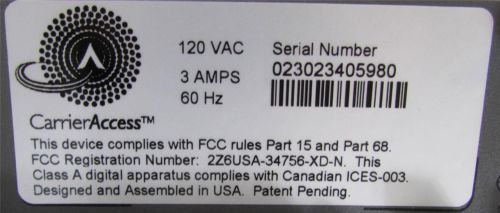 120 VAC
3 AMPS
60 Hz
Serial Number
023023405980
CarrierAccess™
This device complies with FCC rules Part 15 and Part 68.
FCC Registration Number: 2Z6USA-34756-XD-N. This
Class A digital apparatus complies with Canadian ICES-003.
Designed and Assembled in USA. Patent Pending.